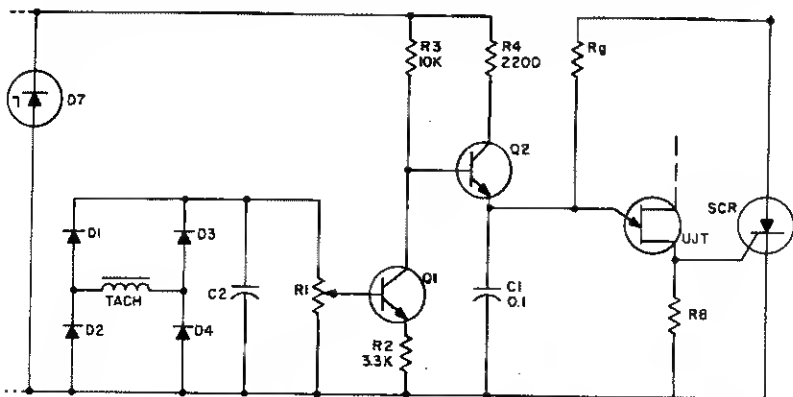 R3
10K
R4
2200
Rg
D7
Q2
SCR
D1
D3
UJT
TACH
C2
R1
Q1
C1
0.1
D2
D4
R2
3.3K
R8